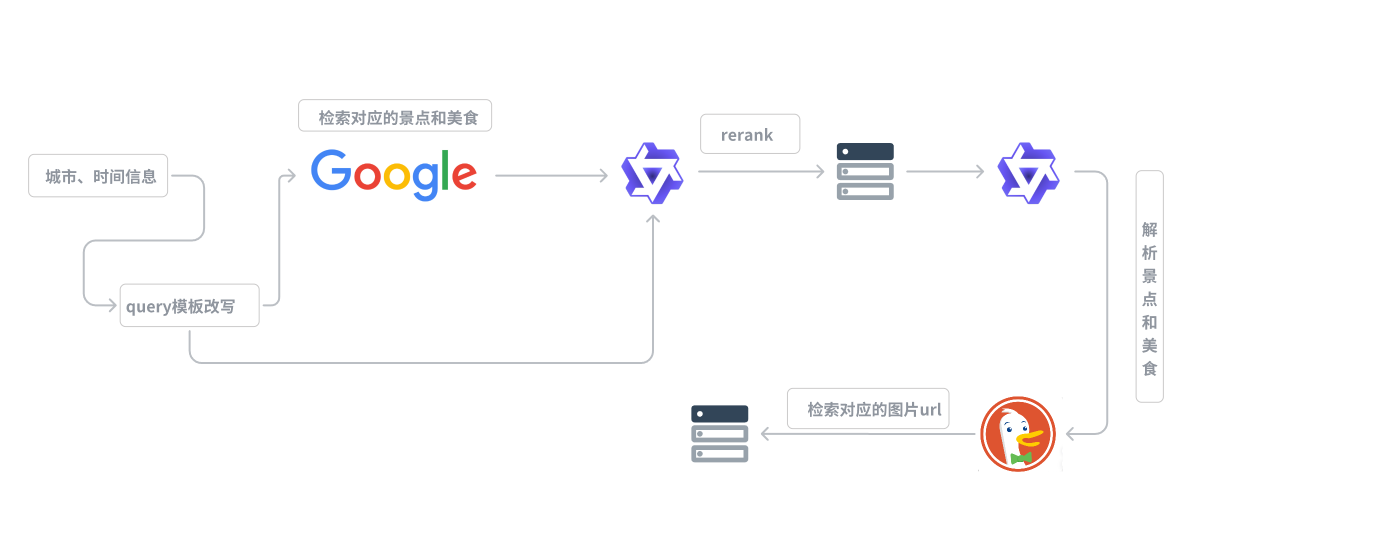 检索对应的景点和美食
城市、时间信息
Google
rerank
query模板改写
解析景点和美食
检索对应的图片url